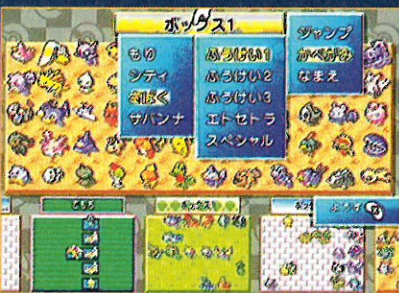 ボックス1
ジャンプ
かべがみ
なまえ
ふうけい1
ふうけい2
ふうけい3
エトセトラ
スペシャル
もり
シティ
さばく
サバンナ
てもち
ボックス1